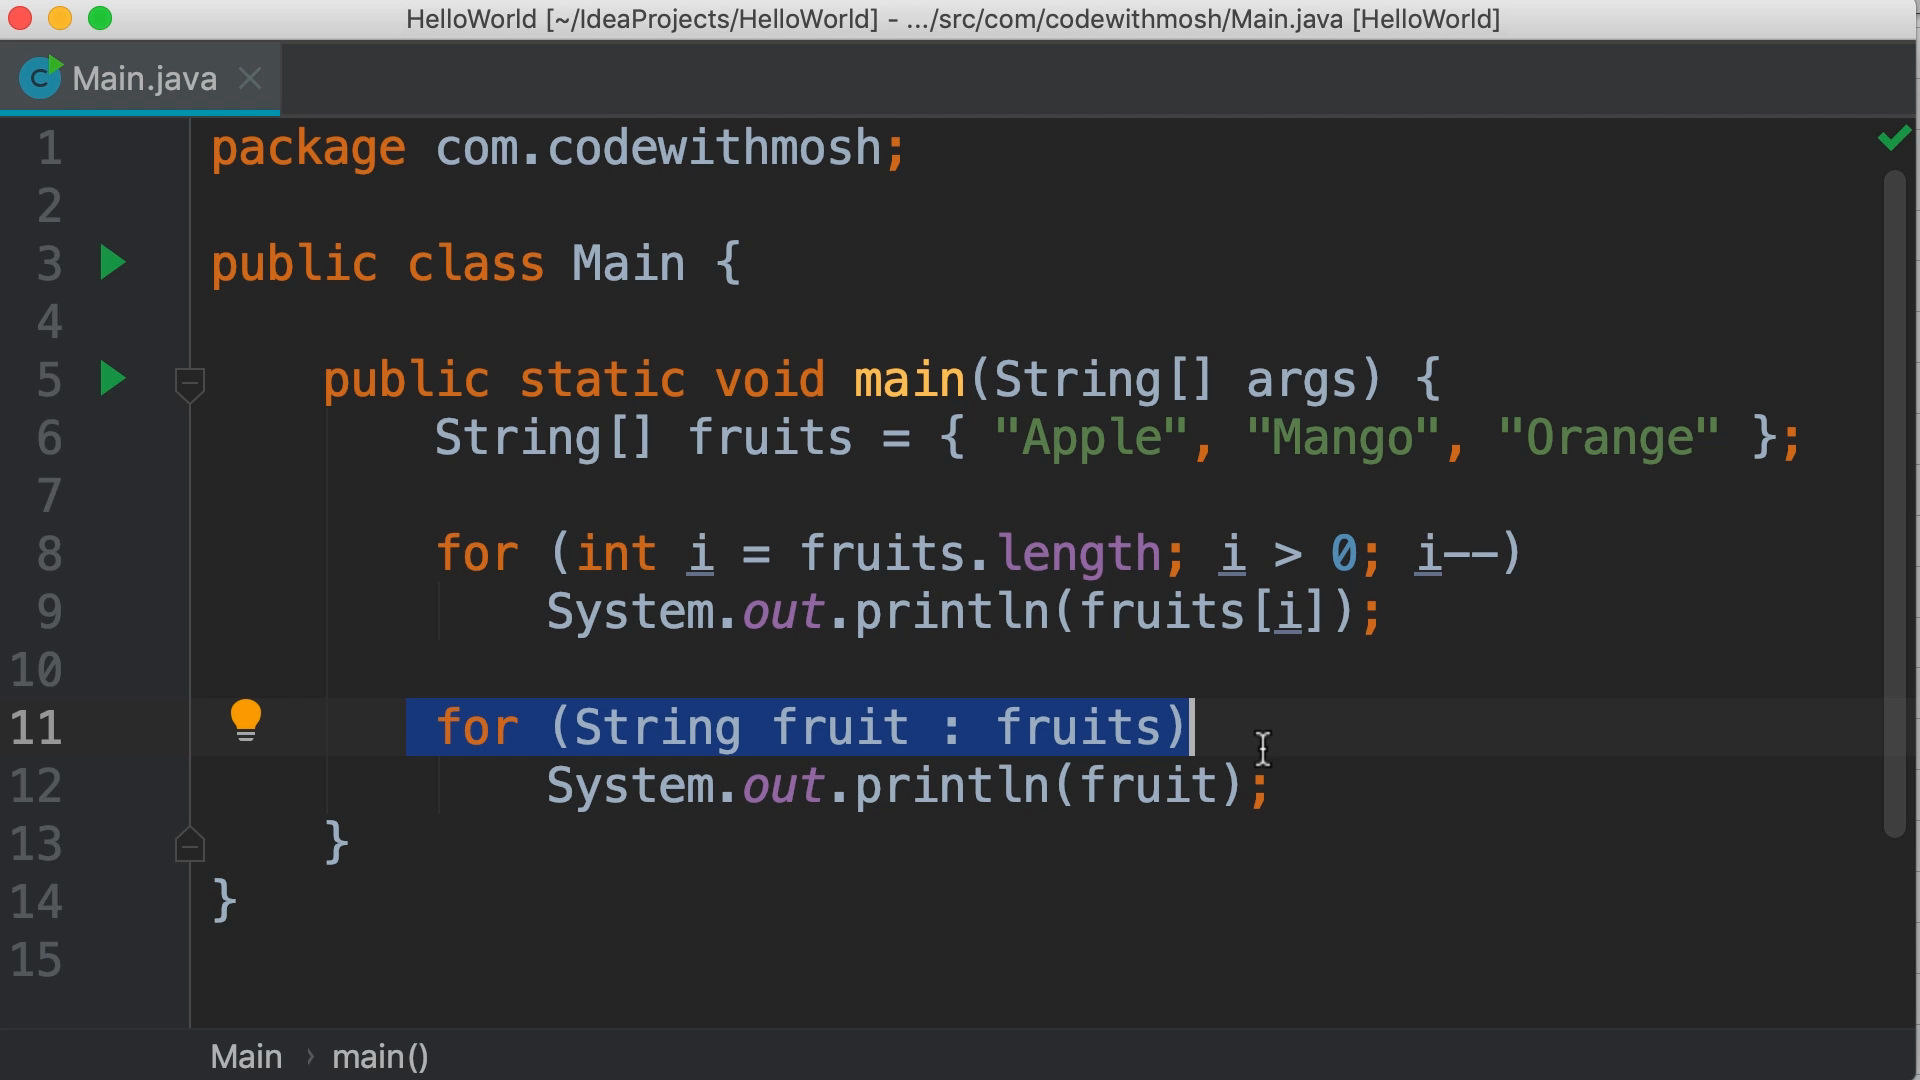 HelloWorld [~/IdeaProjects/HelloWorld] - .../src/com/codewithmosh/Main.java [HelloWorld]
C Main.java
1 package com.codewithmosh;
2
3 public class Main {
4
5 public static void main(String[] args) {
6 String[] fruits = { "Apple", "Mango", "Orange" };
7
8 for (int i = fruits.length; i > 0; i--)
9 System.out.println(fruits[i]);
10
11 for (String fruit : fruits)
12 System.out.println(fruit);
13 }
14 }
15
Main › main()